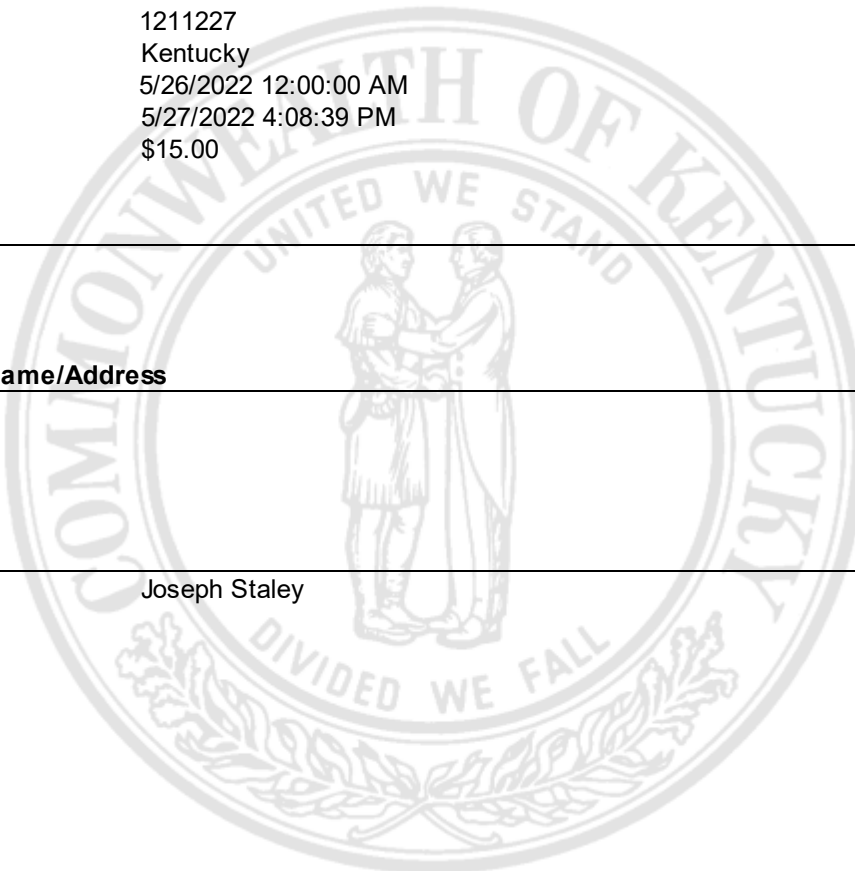 1211227
Kentucky
5/26/2022 12:00:00 AM
5/27/2022 4:08:39 PM
$15.00
COMMONWEALTH OF KENTUCKY
UNITED WE STAND
ame/Address
Joseph Staley
DIVIDED WE FALL